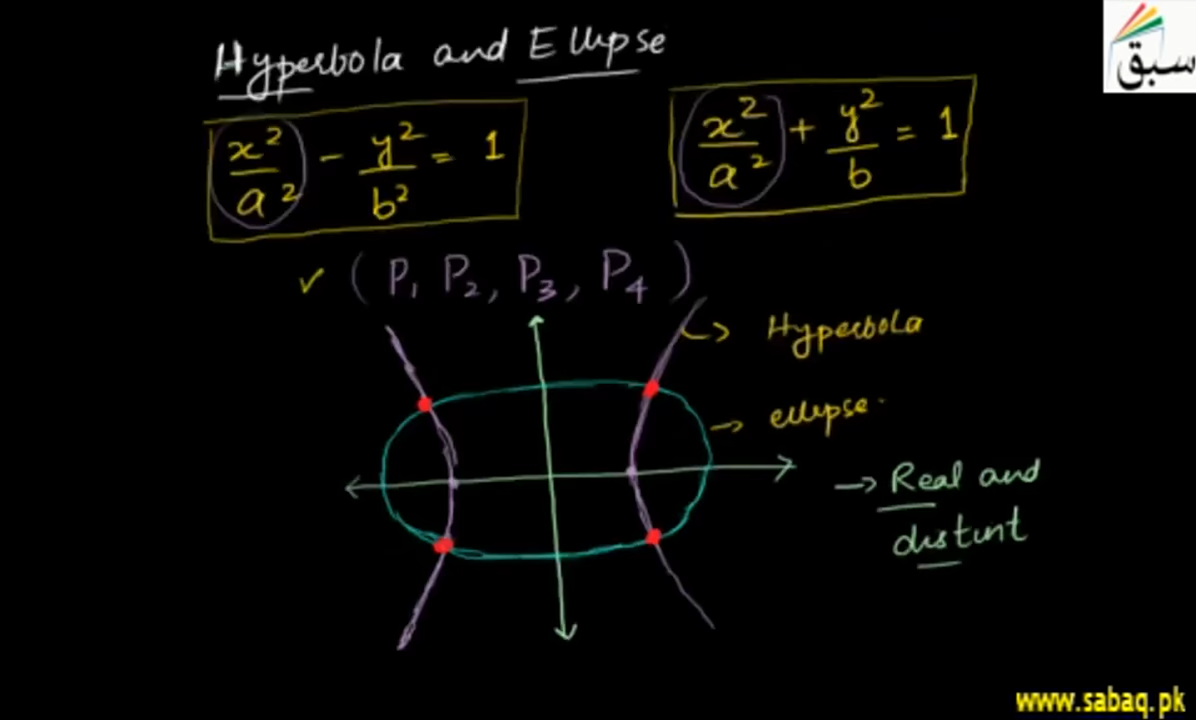 سبق
Hyperbola and Ellipse
x²/a² - y²/b² = 1
x²/a² + y²/b = 1
✓ (P₁ P₂, P₃, P₄)
→ Hyperbola
→ ellipse.
→ Real and
distint
www.sabaq.pk